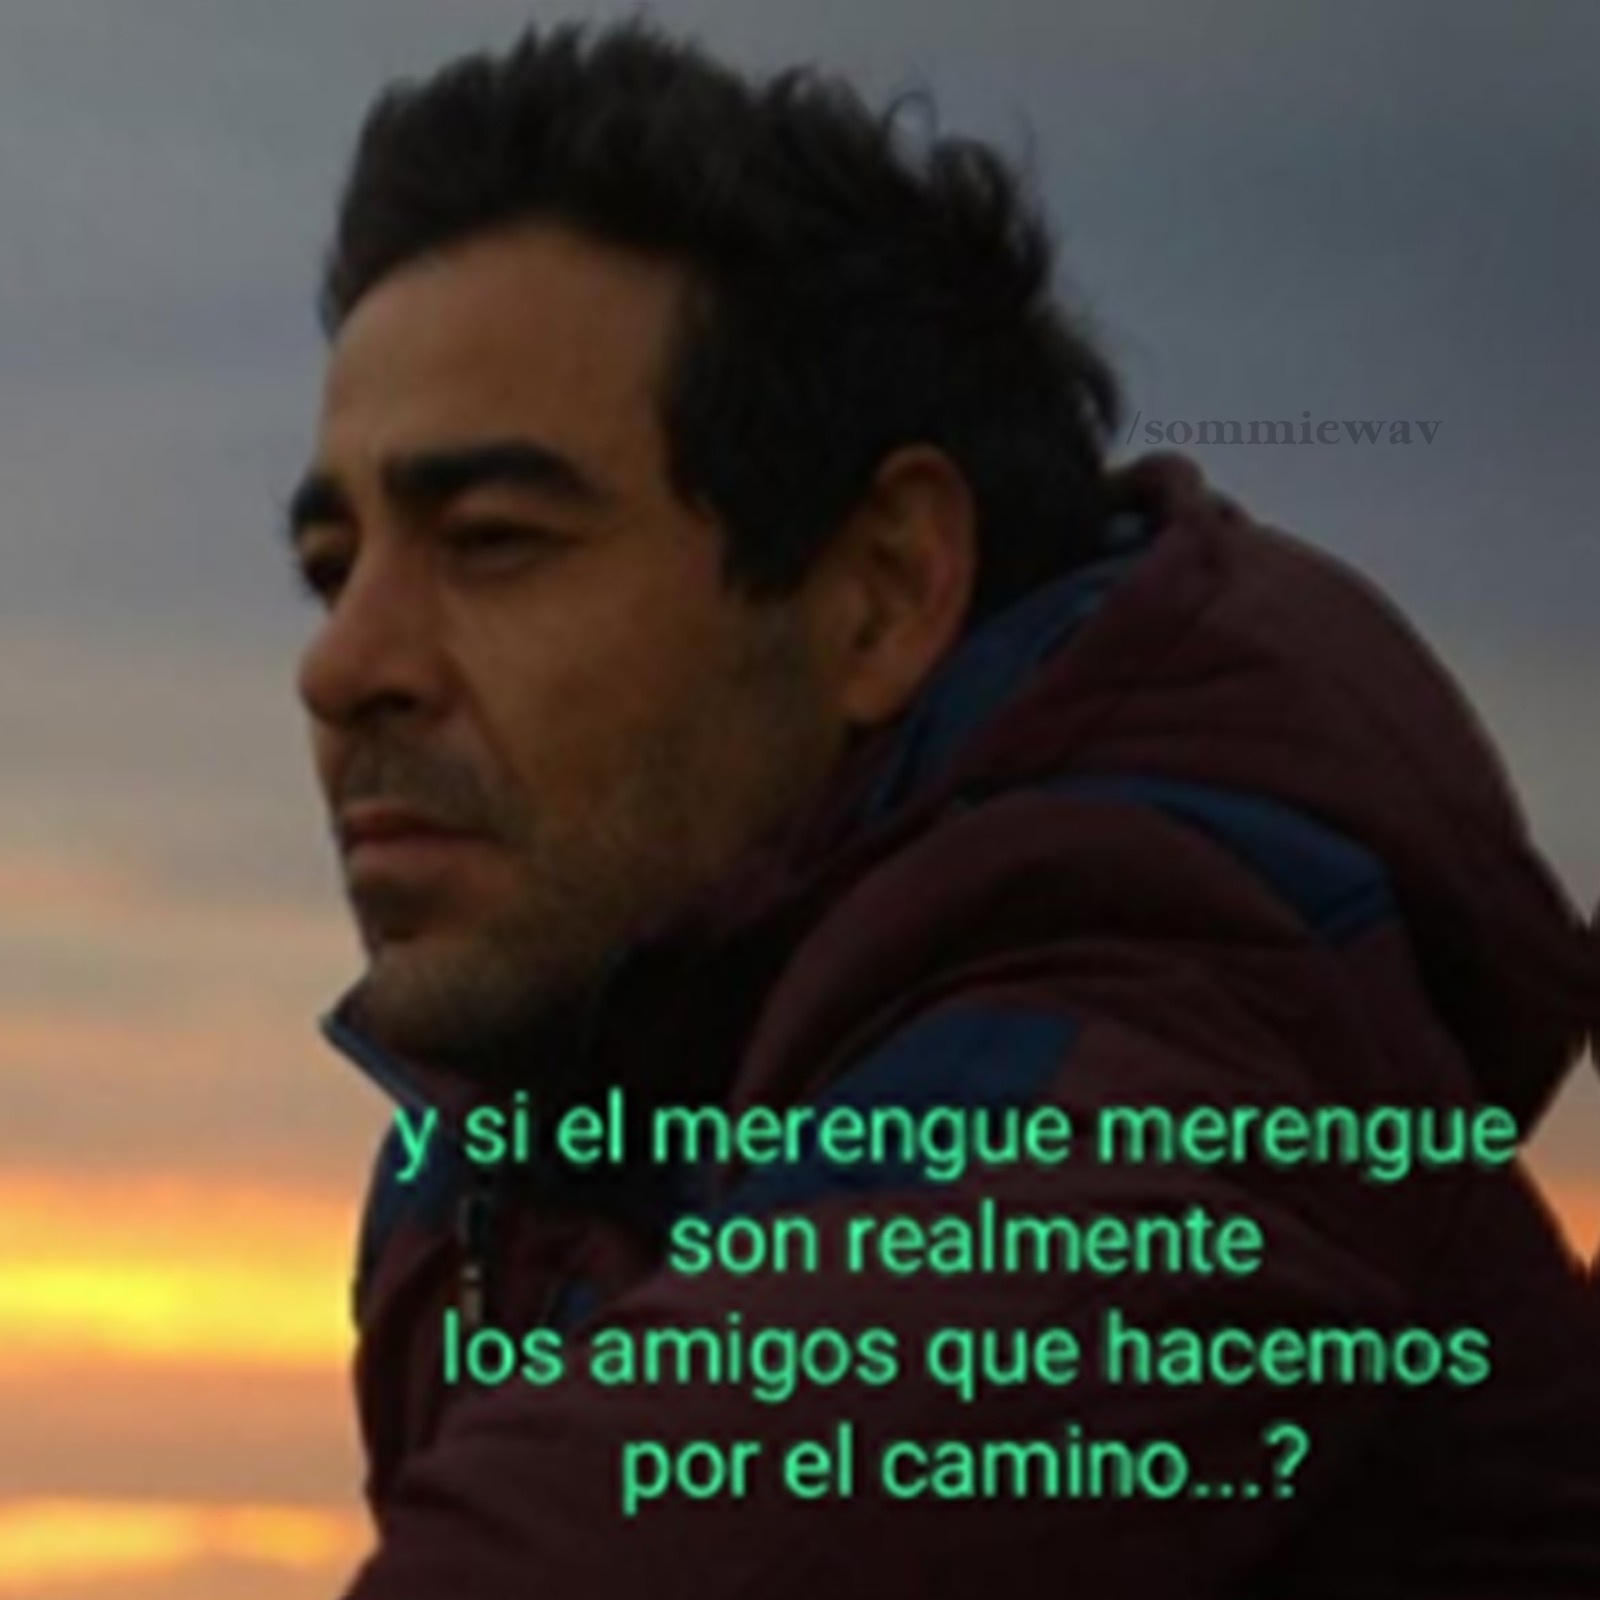 /sommiewav
y si el merengue merengue
son realmente
los amigos que hacemos
por el camino...?